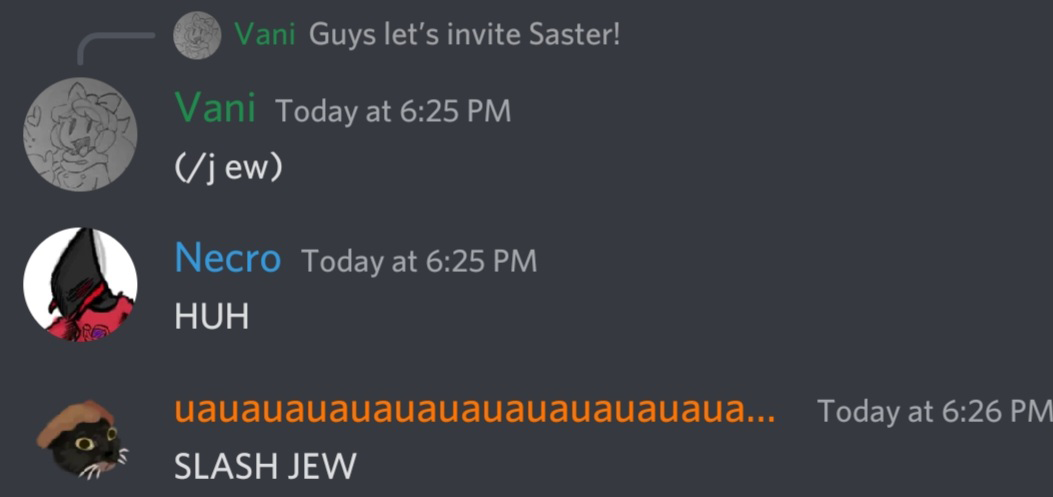 Vani Guys let's invite Saster!
Vani Today at 6:25 PM
(/j ew)
Necro Today at 6:25 PM
HUH
uauauauauauauauauauauauaua... Today at 6:26 PM
SLASH JEW